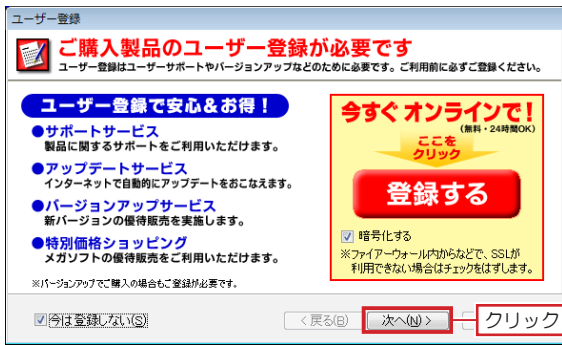 ユーザー登録
ご購入製品のユーザー登録が必要です
ユーザー登録はユーザーサポートやバージョンアップなどのために必要です。ご利用前に必ずご登録ください。
ユーザー登録で安心&お得!
●サポートサービス
製品に関するサポートをご利用いただけます。
●アップデートサービス
インターネットで自動的にアップデートをおこなえます。
●バージョンアップサービス
新バージョンの優待販売を実施します。
●特別価格ショッピング
メガソフトの優待販売をご利用いただけます。
※バージョンアップでご購入の場合もご登録が必要です。
今すぐオンラインで!
(無料・24時間OK)
ここを
クリック
登録する
暗号化する
※ファイアーウォール内からなどで、SSLが
利用できない場合はチェックをはずします。
今は登録しない(S)
<戻る(B)
次へ(N)>
クリック